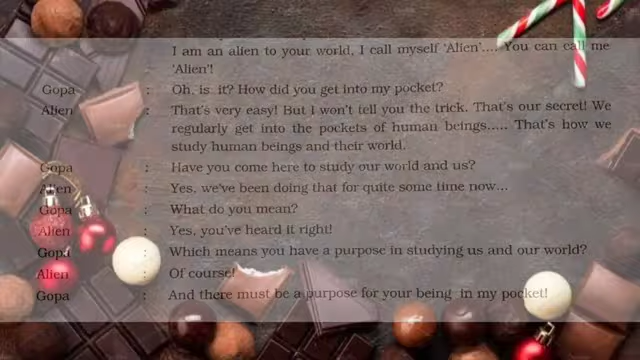 I am an alien to your world, I call myself 'Alien'.... You can call me
'Alien'!
Gopa : Oh, is it? How did you get into my pocket?
Alien : That's very easy! But I won't tell you the trick. That's our secret! We
regularly get into the pockets of human beings..... That's how we
study human beings and their world.
Gopa : Have you come here to study our world and us?
Alien : Yes, we've been doing that for quite some time now...
Gopa : What do you mean?
Alien : Yes, you've heard it right!
Gopa : Which means you have a purpose in studying us and our world?
Alien : Of course!
Gopa : And there must be a purpose for your being in my pocket!